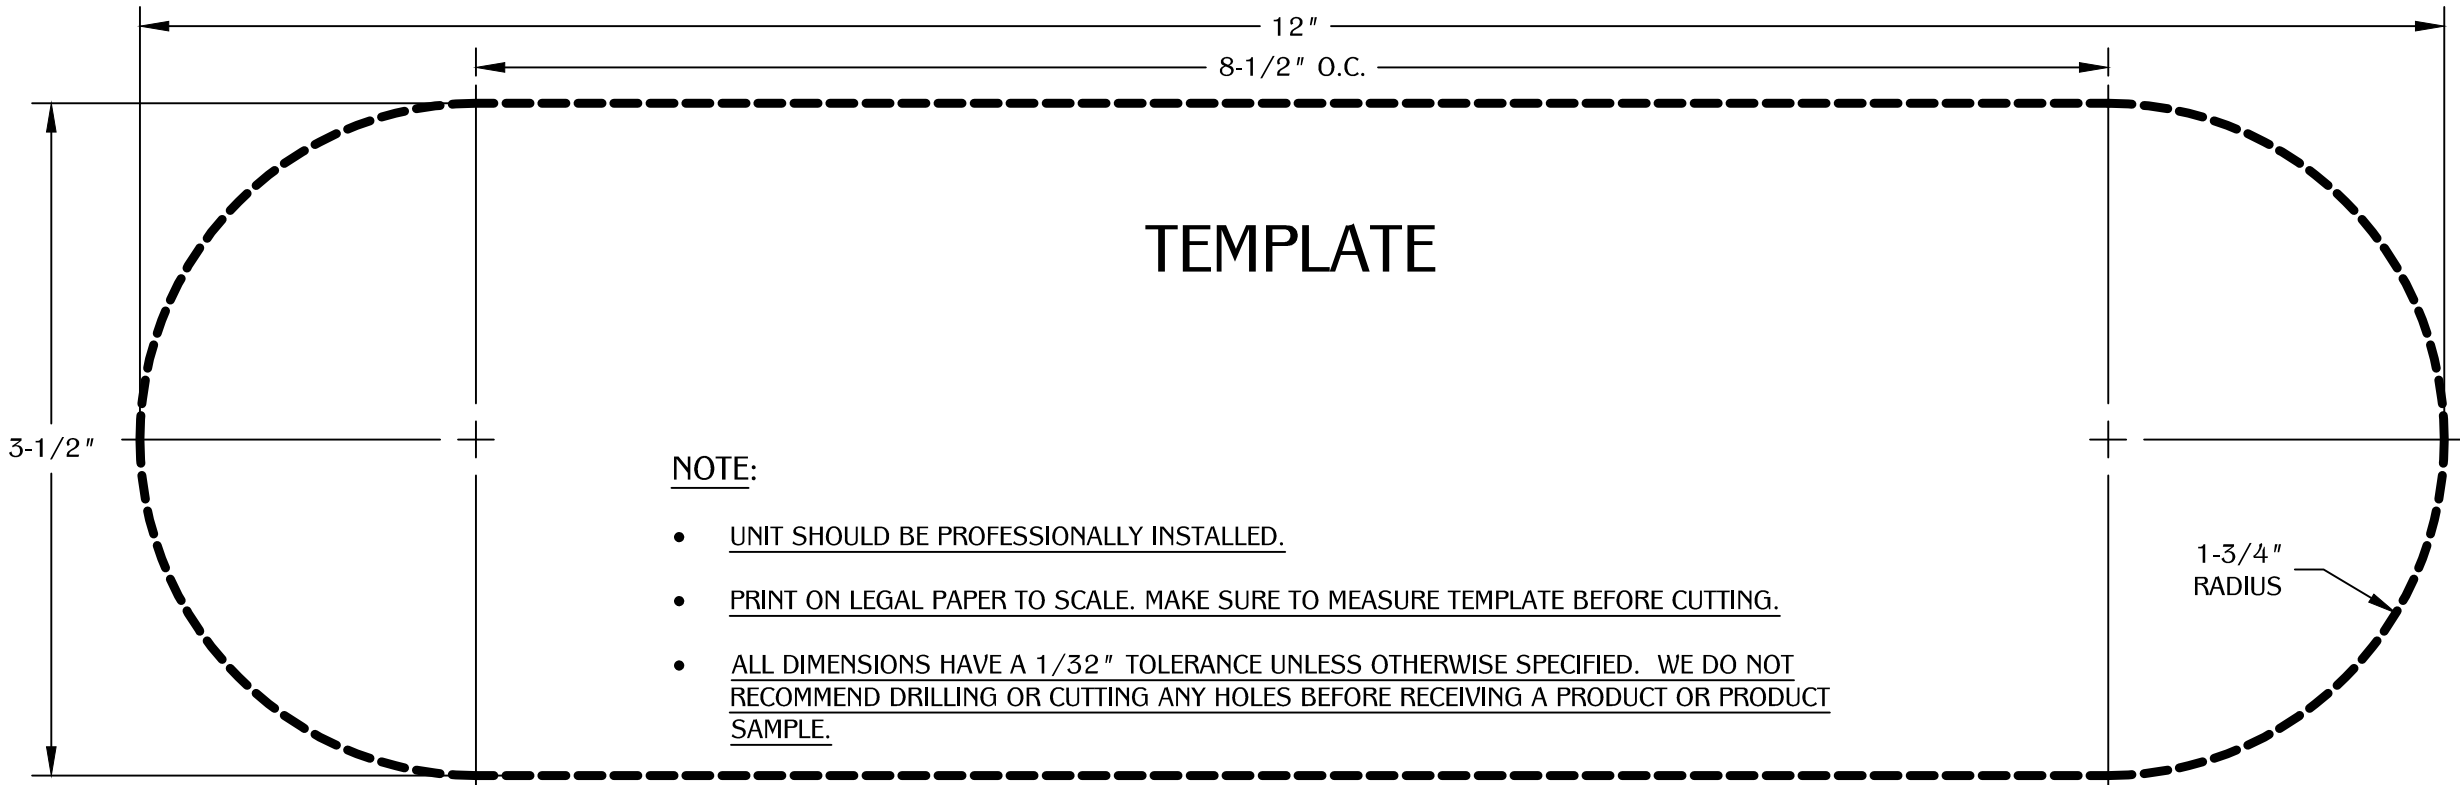 12"
8-1/2" O.C.
TEMPLATE
3-1/2"
NOTE:
• UNIT SHOULD BE PROFESSIONALLY INSTALLED.
• PRINT ON LEGAL PAPER TO SCALE. MAKE SURE TO MEASURE TEMPLATE BEFORE CUTTING.
• ALL DIMENSIONS HAVE A 1/32" TOLERANCE UNLESS OTHERWISE SPECIFIED. WE DO NOT
RECOMMEND DRILLING OR CUTTING ANY HOLES BEFORE RECEIVING A PRODUCT OR PRODUCT
SAMPLE.
1-3/4"
RADIUS